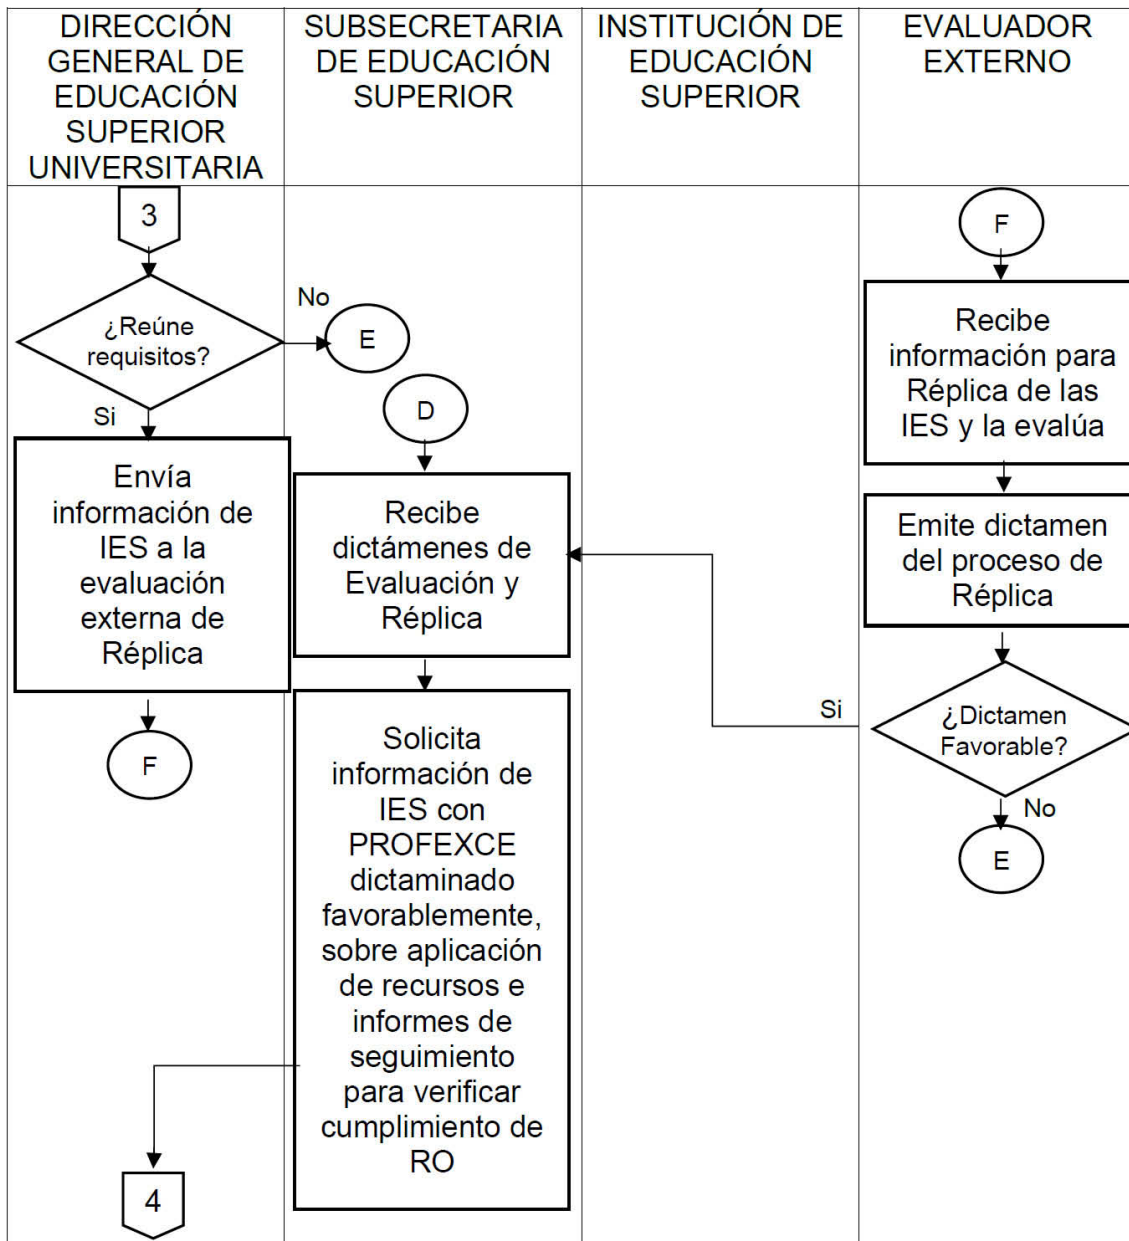 DIRECCIÓN
GENERAL DE
EDUCACIÓN
SUPERIOR
UNIVERSITARIA
SUBSECRETARIA
DE EDUCACIÓN
SUPERIOR
INSTITUCIÓN DE
EDUCACIÓN
SUPERIOR
EVALUADOR
EXTERNO
3
¿Reúne
requisitos?
No
E
Si
Envía
información de
IES a la
evaluación
externa de
Réplica
F
D
Recibe
dictámenes de
Evaluación y
Réplica
Solicita
información de
IES con
PROFEXCE
dictaminado
favorablemente,
sobre aplicación
de recursos e
informes de
seguimiento
para verificar
cumplimiento de
RO
4
F
Recibe
información para
Réplica de las
IES y la evalúa
Emite dictamen
del proceso de
Réplica
¿Dictamen
Favorable?
Si
No
E